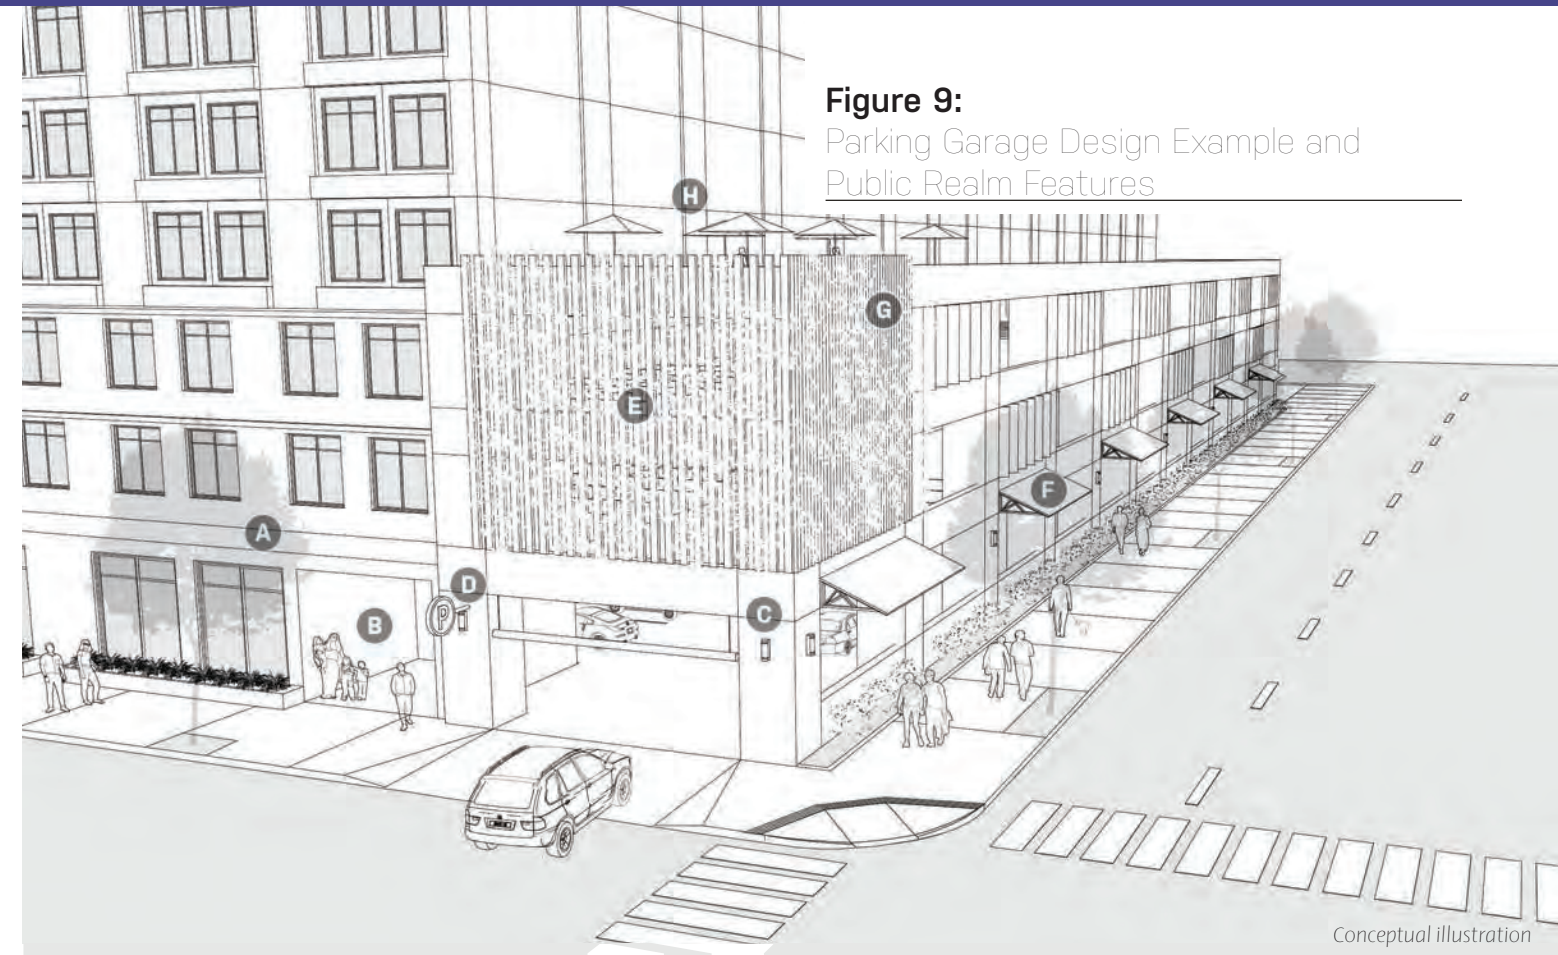 Figure 9:
Parking Garage Design Example and
Public Realm Features
H
G
E
F
A
D
P
B
C
Conceptual illustration